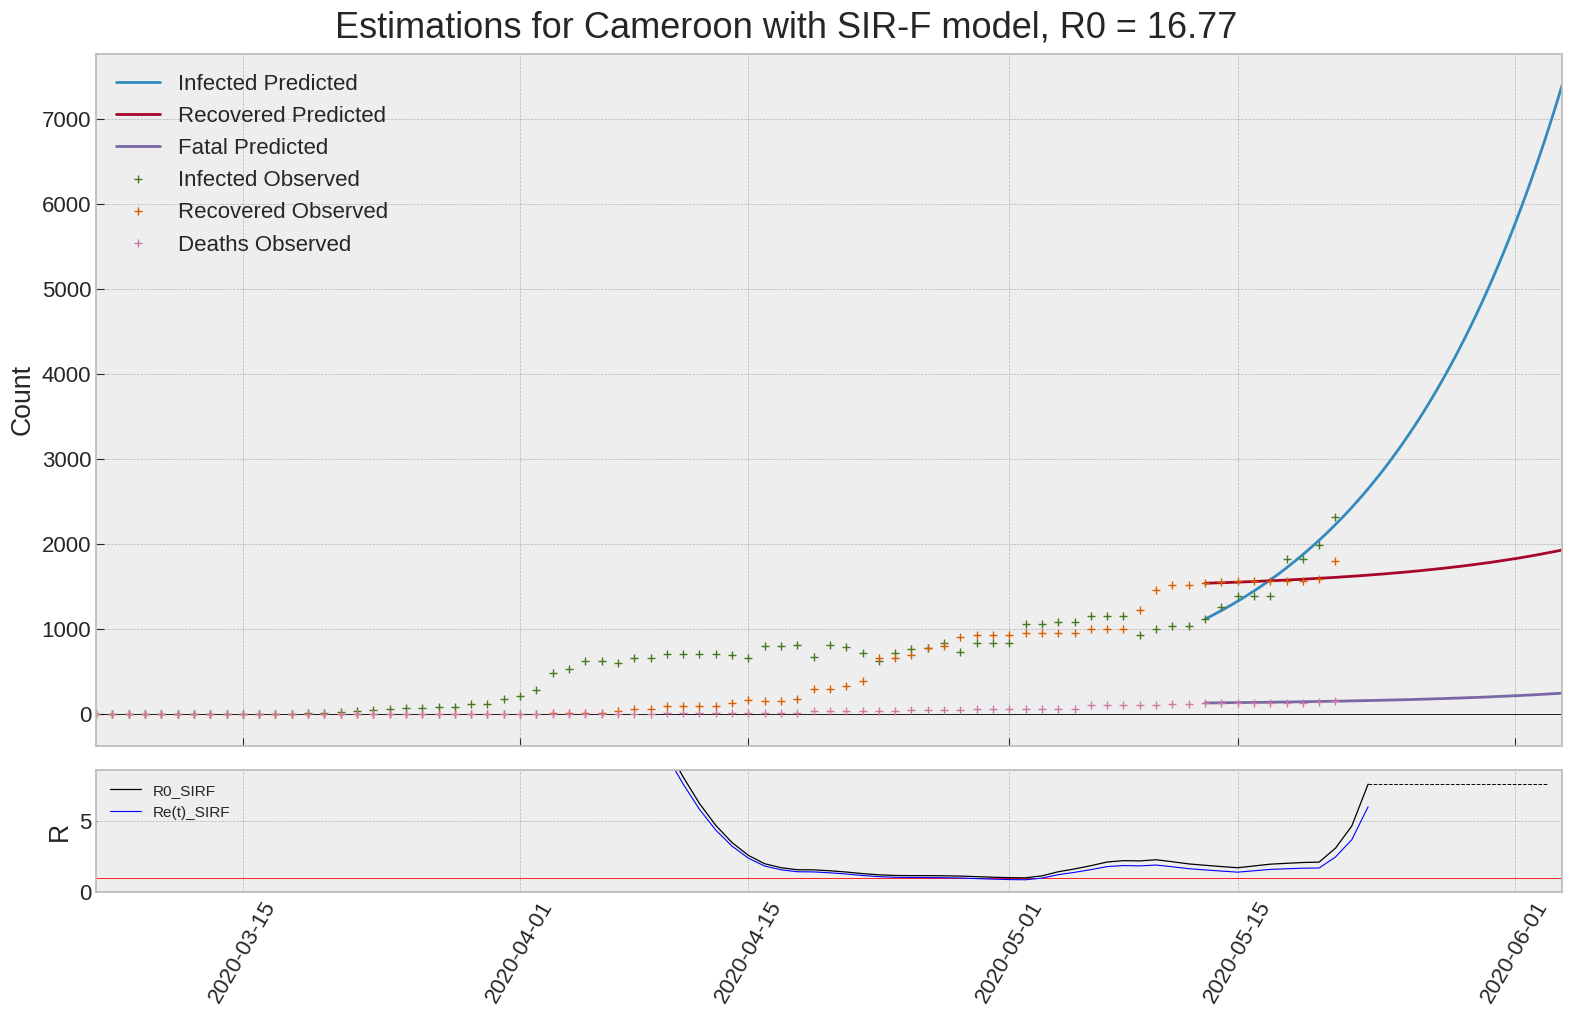 Estimations for Cameroon with SIR-F model, R0 = 16.77
Infected Predicted
Recovered Predicted
Fatal Predicted
Infected Observed
Recovered Observed
Deaths Observed
7000
6000
5000
4000
3000
2000
1000
0
Count
R0_SIRF
Re(t)_SIRF
5
0
R
2020-03-15
2020-04-01
2020-04-15
2020-05-01
2020-05-15
2020-06-01